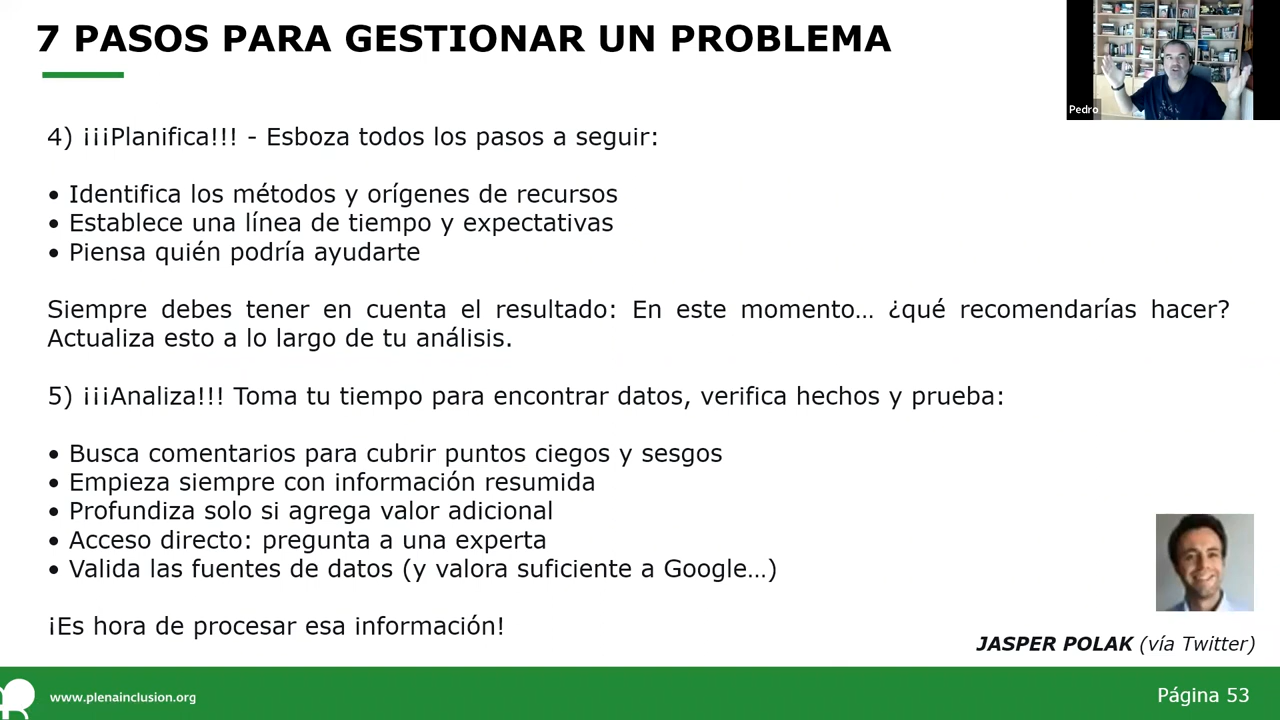 7 PASOS PARA GESTIONAR UN PROBLEMA
Pedro
4) ¡¡¡Planifica!!! - Esboza todos los pasos a seguir:
• Identifica los métodos y orígenes de recursos
• Establece una línea de tiempo y expectativas
• Piensa quién podría ayudarte
Siempre debes tener en cuenta el resultado: En este momento… ¿qué recomendarías hacer?
Actualiza esto a lo largo de tu análisis.
5) ¡¡¡Analiza!!! Toma tu tiempo para encontrar datos, verifica hechos y prueba:
• Busca comentarios para cubrir puntos ciegos y sesgos
• Empieza siempre con información resumida
• Profundiza solo si agrega valor adicional
• Acceso directo: pregunta a una experta
• Valida las fuentes de datos (y valora suficiente a Google…)
¡Es hora de procesar esa información!
JASPER POLAK (vía Twitter)
www.plenainclusion.org
Página 53